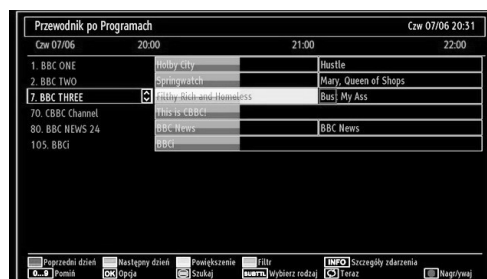 Przewodnik po Programach Czw 07/06 20:31
Czw 07/06 20:00 21:00 22:00
1. BBC ONE Holby City Hustle
2. BBC TWO Springwatch Mary, Queen of Shops
7. BBC THREE Filthy Rich and Homeless Bust My Ass
70. CBBC Channel This is CBBC!
80. BBC NEWS 24 BBC News BBC News
105. BBCi BBCi
Poprzedni dzień Następny dzień Powiększenie Filtr INFO Szczegóły zdarzenia
0...9 Pomiń OK Opcja Szukaj SUBTTL Wybierz rodzaj Teraz Nagr/ywaj